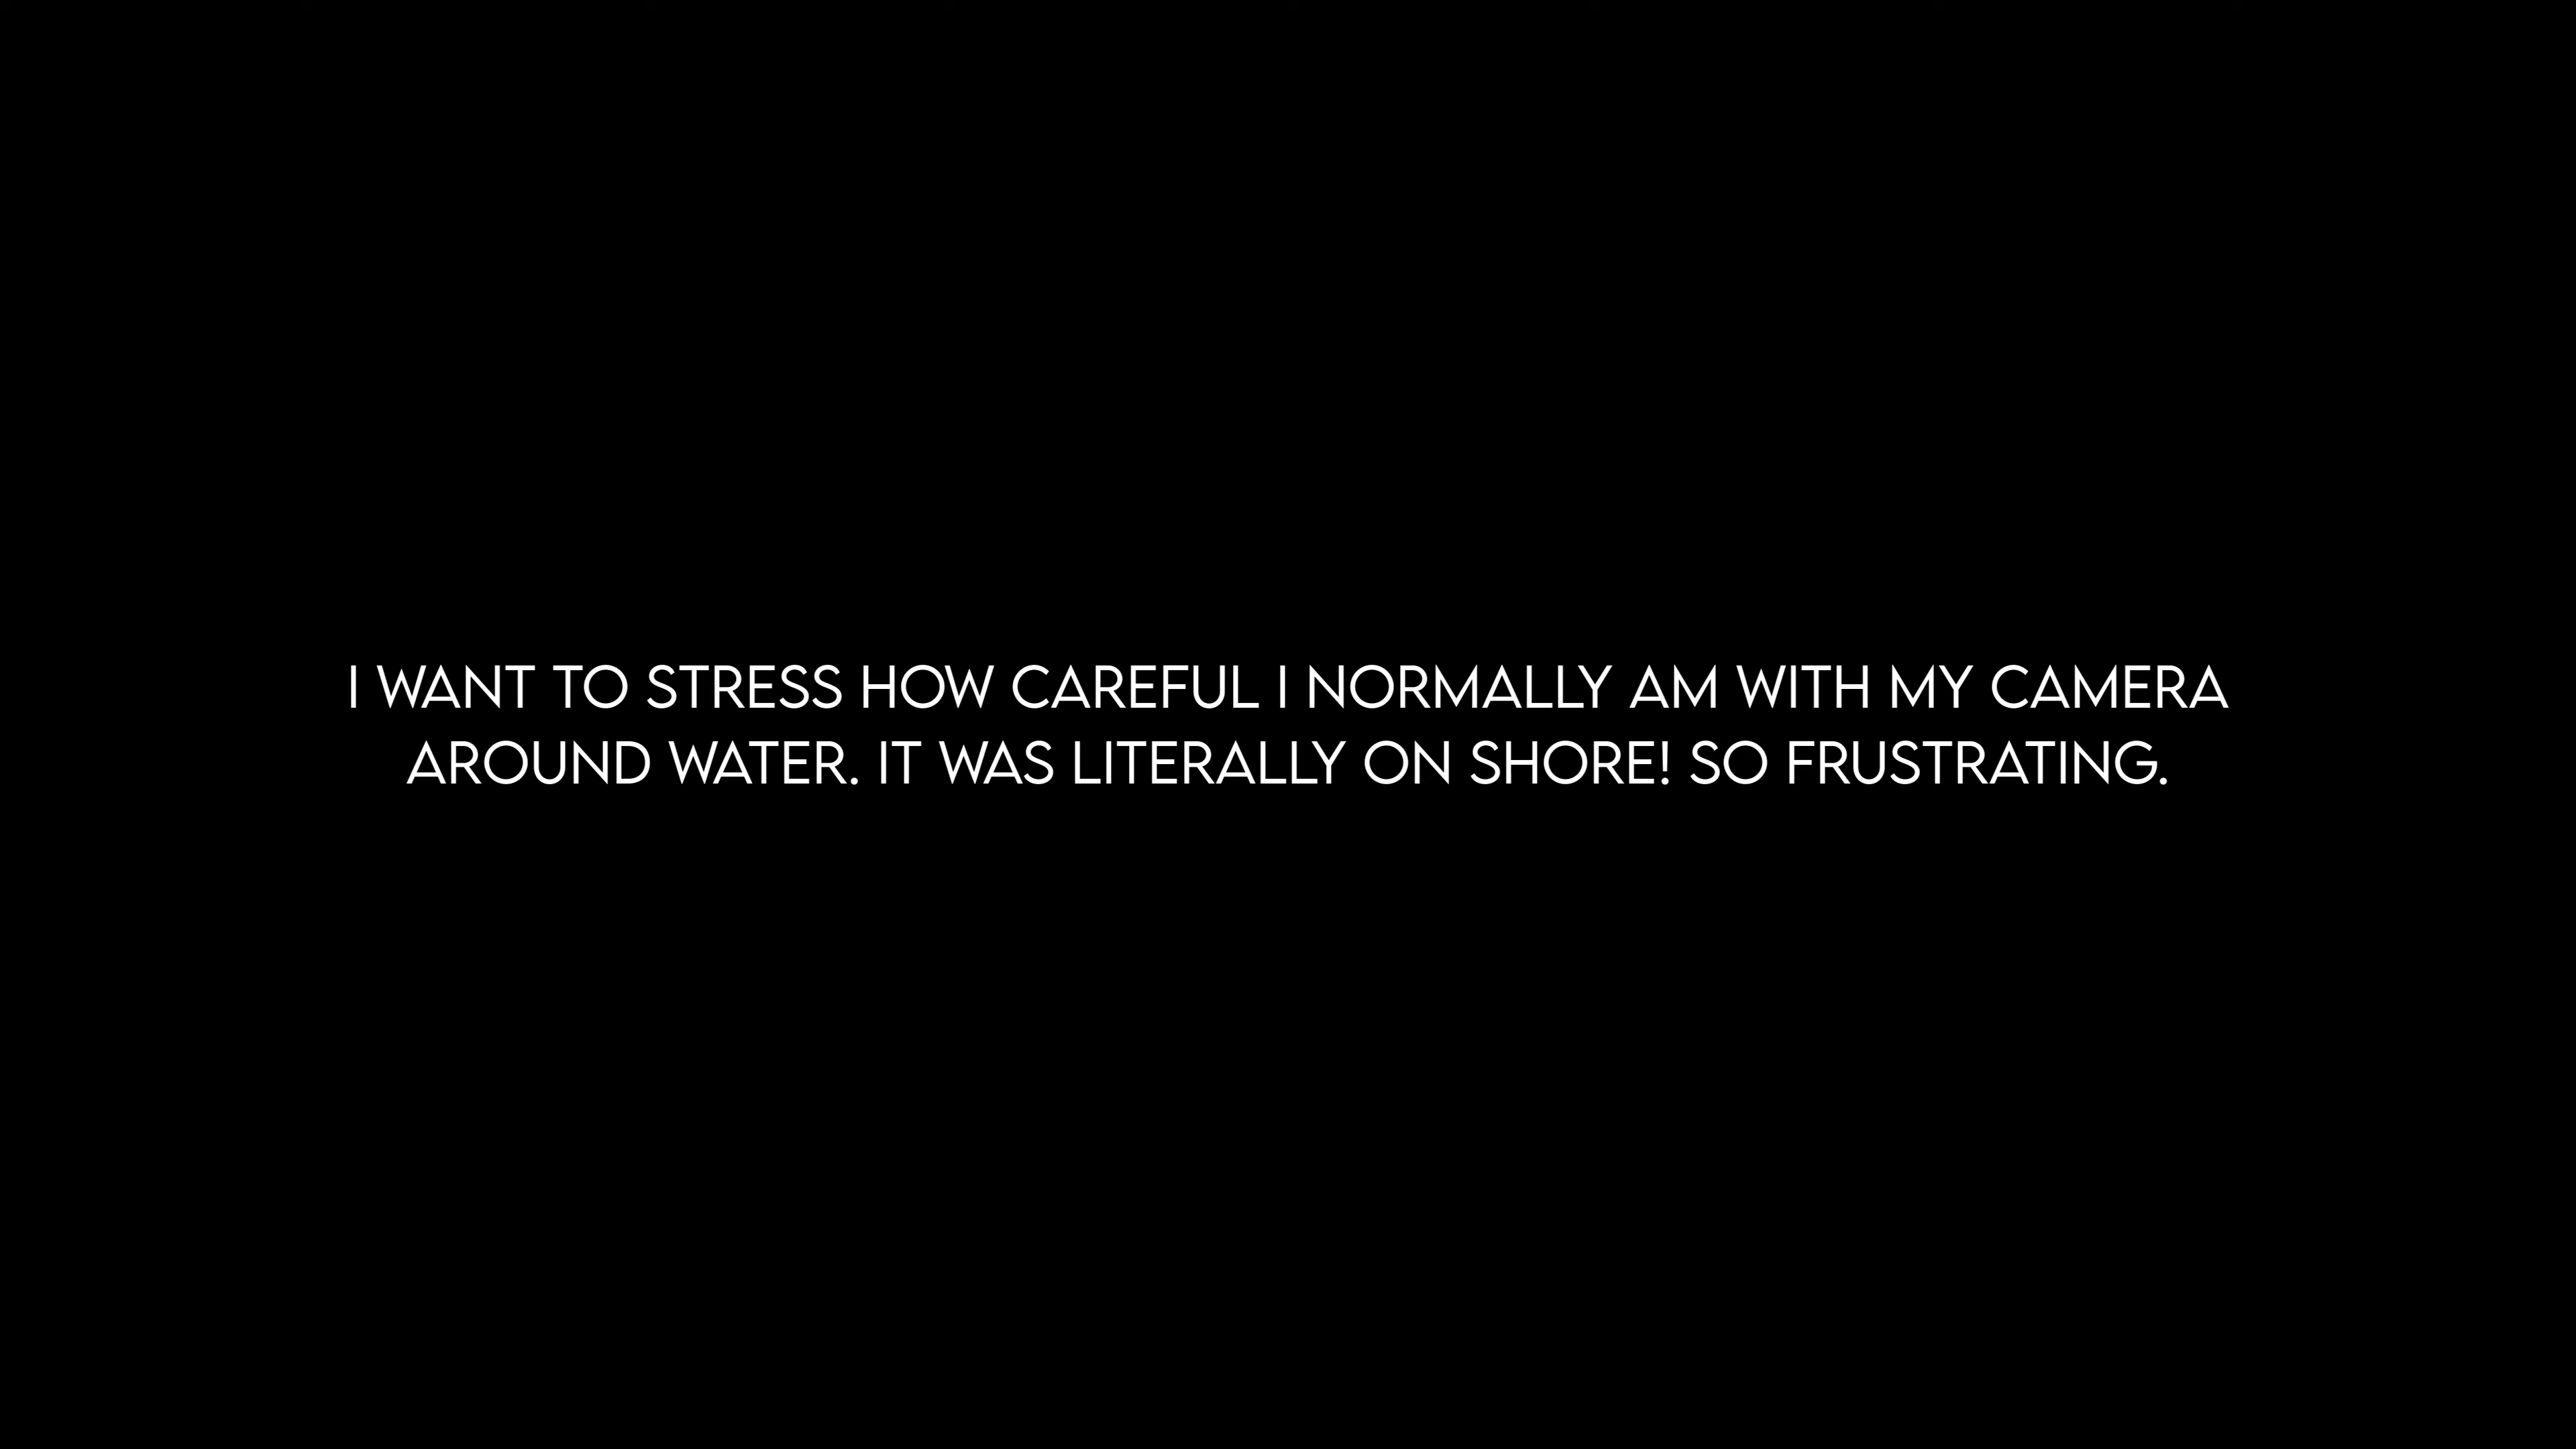 I WANT TO STRESS HOW CAREFUL I NORMALLY AM WITH MY CAMERA
AROUND WATER. IT WAS LITERALLY ON SHORE! SO FRUSTRATING.